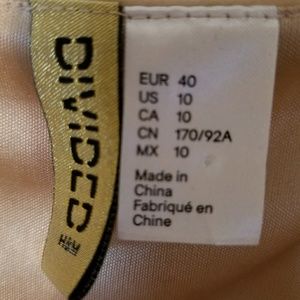 DIVIDED
H&M
EUR 40
US 10
CA 10
CN 170/92A
MX 10
Made in
China
Fabriqué en
Chine